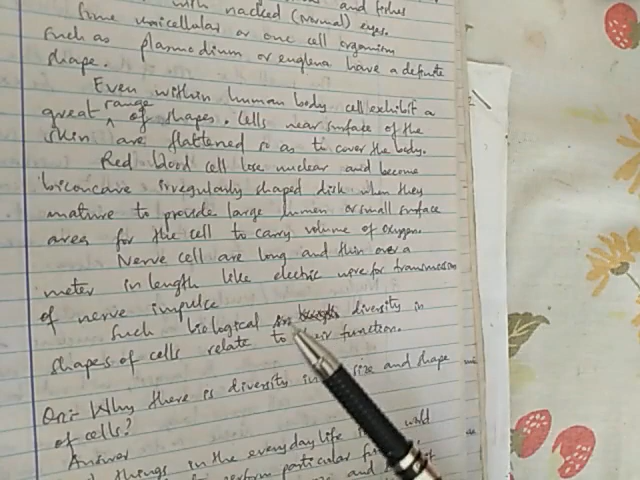 with nacked (normal) eyes.
and fishes
Some unicellular or one cell organism
such as plasmodium or euglena have a definite
shape.
Even within human body cell exhibit a
great range of shapes. Cells near surface of the
skin are flattened so as to cover the body.
Red blood cell lose nuclear and become
biconcave irregularly shaped disk when they
mature to provide large lumen or small surface
area for the cell to carry volume of oxygen.
Nerve cell are long and thin over a
meter in length like electric wire for transmission
of nerve impulse
Such biological diversity in
shapes of cells relate to their function.
Qn:- Why there is diversity in size and shape
of cells?
Answer
things in the everyday life world
perform particular
and